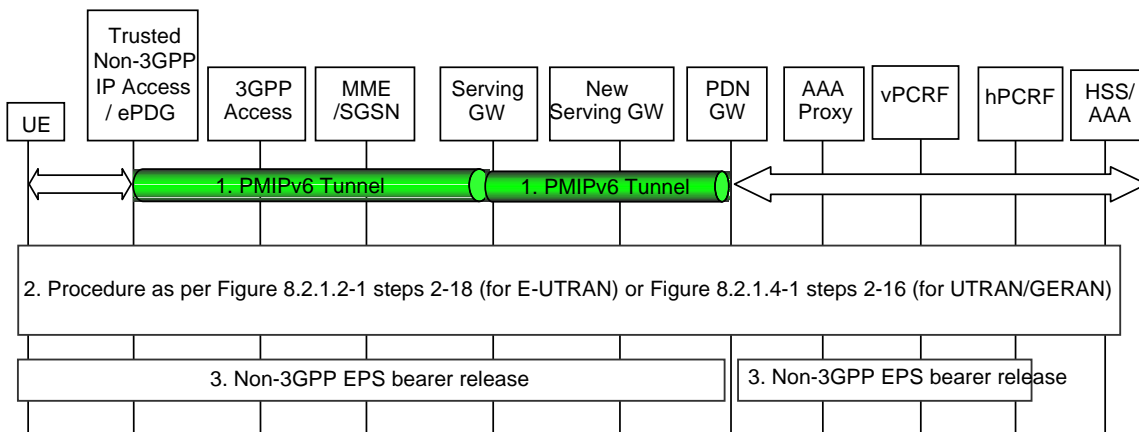 UE
Trusted
Non-3GPP
IP Access
/ ePDG
3GPP
Access
MME
/SGSN
Serving
GW
New
Serving GW
PDN
GW
AAA
Proxy
vPCRF
hPCRF
HSS/
AAA
1. PMIPv6 Tunnel
1. PMIPv6 Tunnel
2. Procedure as per Figure 8.2.1.2-1 steps 2-18 (for E-UTRAN) or Figure 8.2.1.4-1 steps 2-16 (for UTRAN/GERAN)
3. Non-3GPP EPS bearer release
3. Non-3GPP EPS bearer release